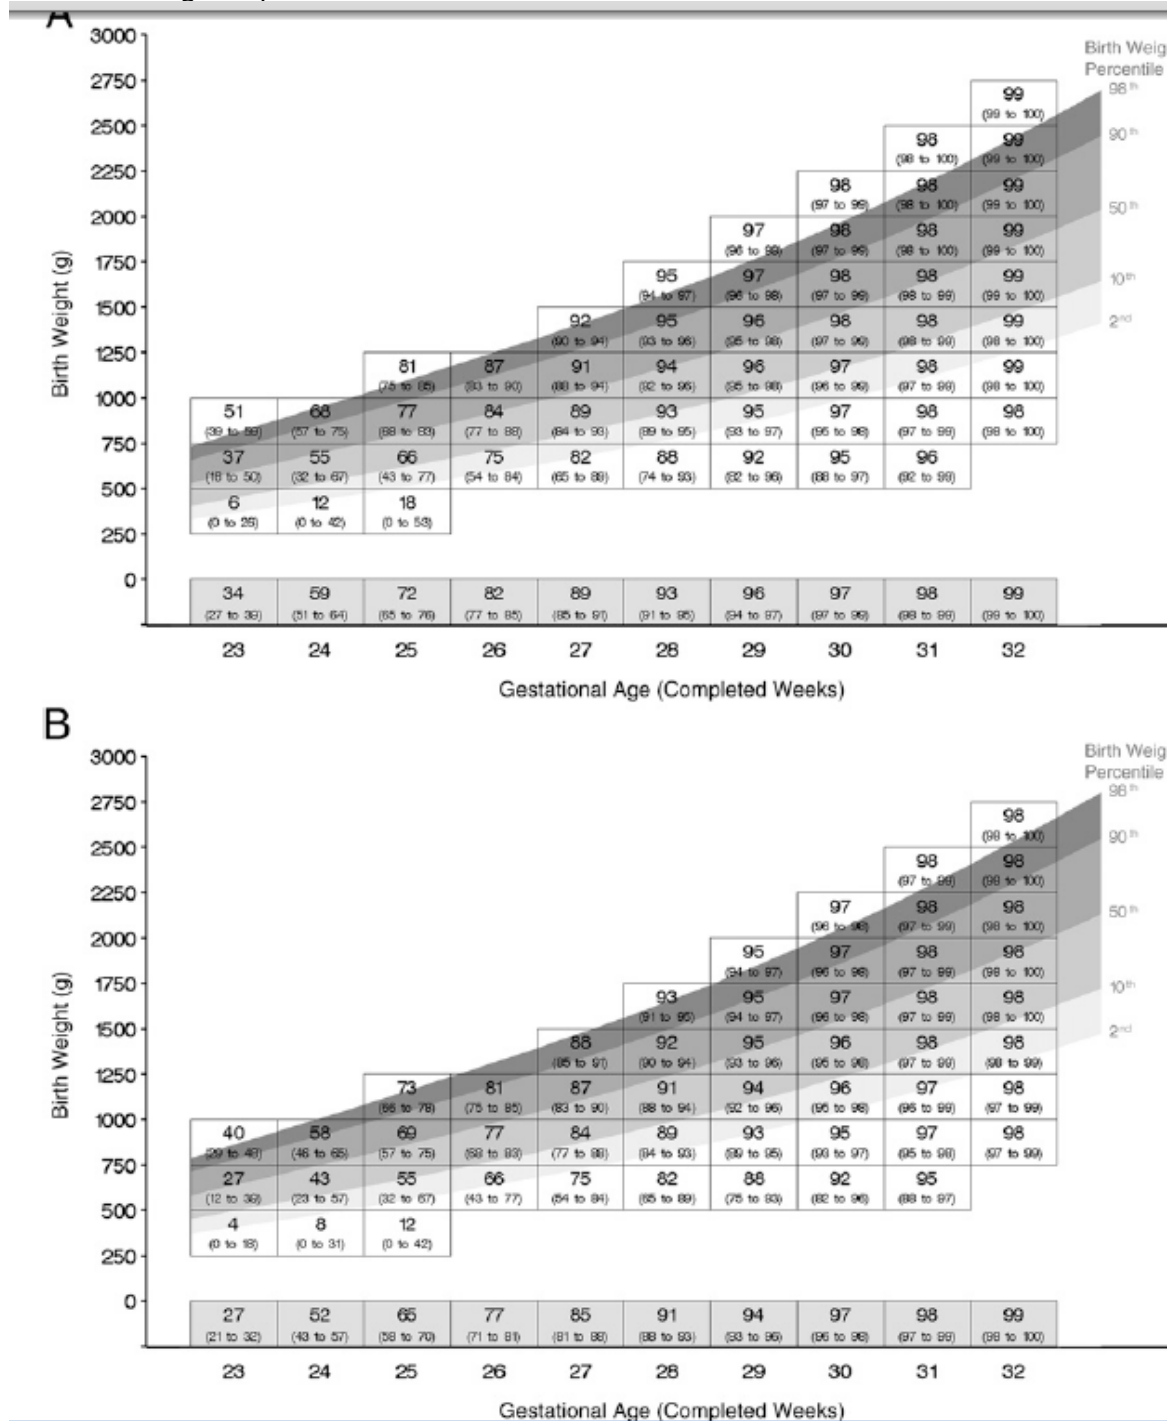 A
3000
Birth Weig
Percentile
2750
98th
99
(99 to 100)
2500
90th
98
99
(98 to 100)
(99 to 100)
2250
98
98
99
(97 to 99)
(98 to 100)
(99 to 100)
50th
2000
97
98
98
99
(96 to 98)
(97 to 99)
(98 to 100)
(99 to 100)
1750
95
97
98
98
99
(94 to 97)
(96 to 98)
(97 to 99)
(98 to 99)
(99 to 100)
10th
1500
92
95
96
98
98
99
(90 to 94)
(93 to 96)
(95 to 98)
(97 to 99)
(98 to 99)
(98 to 100)
2nd
1250
81
87
91
94
96
97
98
99
(75 to 85)
(83 to 90)
(88 to 94)
(92 to 96)
(95 to 98)
(96 to 99)
(97 to 99)
(98 to 100)
1000
51
68
77
84
89
93
95
97
98
98
(39 to 59)
(57 to 75)
(68 to 83)
(77 to 88)
(84 to 93)
(89 to 95)
(93 to 97)
(95 to 98)
(97 to 99)
(98 to 100)
750
37
55
66
75
82
88
92
95
96
(18 to 50)
(32 to 67)
(43 to 77)
(54 to 84)
(65 to 89)
(74 to 93)
(82 to 96)
(88 to 97)
(92 to 99)
500
6
12
18
(0 to 26)
(0 to 42)
(0 to 53)
250
0
34
59
72
82
89
93
96
97
98
99
(27 to 39)
(51 to 64)
(65 to 76)
(77 to 85)
(85 to 91)
(91 to 95)
(94 to 97)
(97 to 99)
(98 to 99)
(99 to 100)
23
24
25
26
27
28
29
30
31
32
Birth Weight (g)
Gestational Age (Completed Weeks)
B
3000
Birth Weig
Percentile
2750
98th
98
(98 to 100)
2500
90th
98
98
(97 to 99)
(98 to 100)
2250
97
98
98
(96 to 98)
(97 to 99)
(98 to 100)
50th
2000
95
97
98
98
(94 to 97)
(96 to 98)
(97 to 99)
(98 to 100)
1750
93
95
97
98
98
(91 to 95)
(94 to 97)
(96 to 98)
(97 to 99)
(98 to 100)
10th
1500
88
92
95
96
98
98
(85 to 91)
(90 to 94)
(93 to 96)
(95 to 98)
(97 to 99)
(98 to 99)
2nd
1250
73
81
87
91
94
96
97
98
(66 to 78)
(75 to 85)
(83 to 90)
(88 to 94)
(92 to 96)
(95 to 98)
(96 to 99)
(97 to 99)
1000
40
58
69
77
84
89
93
95
97
98
(29 to 48)
(46 to 65)
(57 to 75)
(68 to 83)
(77 to 88)
(84 to 93)
(89 to 95)
(93 to 97)
(95 to 98)
(97 to 99)
750
27
43
55
66
75
82
88
92
95
(12 to 39)
(23 to 57)
(32 to 67)
(43 to 77)
(54 to 84)
(65 to 89)
(75 to 93)
(82 to 96)
(88 to 97)
500
4
8
12
(0 to 18)
(0 to 31)
(0 to 42)
250
0
27
52
65
77
85
91
94
97
98
99
(21 to 32)
(43 to 57)
(58 to 70)
(71 to 81)
(81 to 88)
(88 to 93)
(93 to 96)
(96 to 98)
(97 to 99)
(98 to 100)
23
24
25
26
27
28
29
30
31
32
Birth Weight (g)
Gestational Age (Completed Weeks)